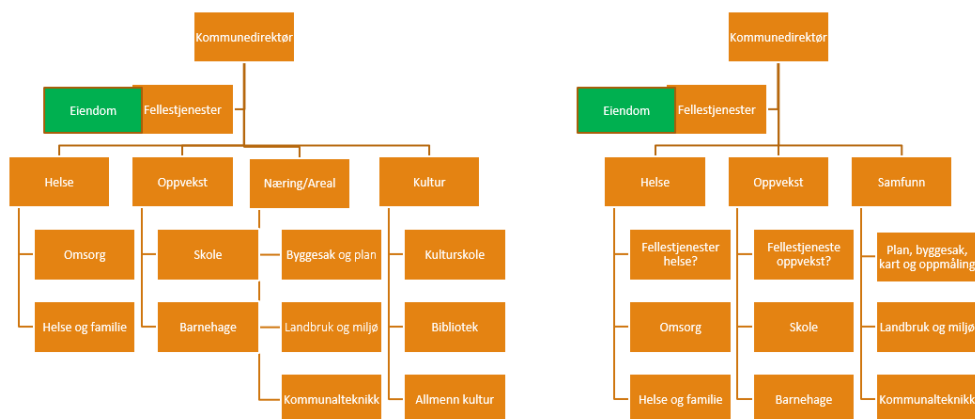 Kommunedirektør
Eiendom
Fellestjenester
Helse
Oppvekst
Næring/Areal
Kultur
Omsorg
Skole
Byggesak og plan
Kulturskole
Helse og familie
Barnehage
Landbruk og miljø
Bibliotek
Kommunalteknikk
Allmenn kultur
Kommunedirektør
Eiendom
Fellestjenester
Helse
Oppvekst
Samfunn
Fellestjenester
helse?
Fellestjeneste
oppvekst?
Plan, byggesak,
kart og oppmåling
Omsorg
Skole
Landbruk og miljø
Helse og familie
Barnehage
Kommunalteknikk